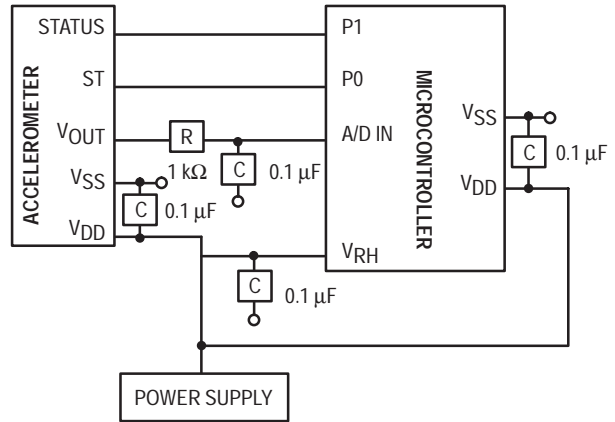 ACCELEROMETER
STATUS
ST
VOUT
VSS
VDD
R
1 kΩ
C
0.1 μF
C
0.1 μF
C
0.1 μF
MICROCONTROLLER
P1
P0
A/D IN
VRH
VSS
C
0.1 μF
VDD
POWER SUPPLY